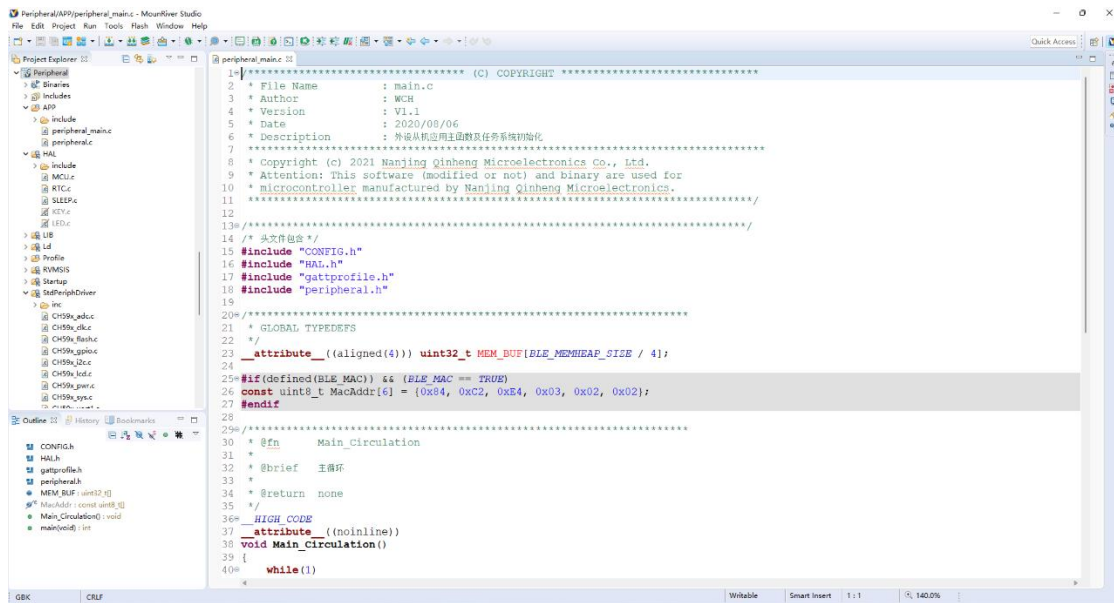 Peripheral/APP/peripheral_main.c - MounRiver Studio
File Edit Project Run Tools Flash Window Help
Quick Access
Project Explorer
Peripheral
Binaries
Includes
APP
include
peripheral_main.c
peripheral.c
HAL
include
MCU.c
RTC.c
SLEEP.c
KEY.c
LED.c
LIB
Ld
Profile
RVMSIS
Startup
StdPeriphDriver
inc
CH59x_adc.c
CH59x_clk.c
CH59x_flash.c
CH59x_gpio.c
CH59x_i2c.c
CH59x_lcd.c
CH59x_pwr.c
CH59x_sys.c
Outline History Bookmarks
CONFIG.h
HAL.h
gattprofile.h
peripheral.h
MEM_BUF : uint32_t[]
MacAddr : const uint8_t[]
Main_Circulation() : void
main(void) : int
peripheral_main.c
1 /********************************** (C) COPYRIGHT *******************************
2 * File Name : main.c
3 * Author : WCH
4 * Version : V1.1
5 * Date : 2020/08/06
6 * Description : 外设从机应用主函数及任务系统初始化
7 *********************************************************************************
8 * Copyright (c) 2021 Nanjing Qinheng Microelectronics Co., Ltd.
9 * Attention: This software (modified or not) and binary are used for
10 * microcontroller manufactured by Nanjing Qinheng Microelectronics.
11 *******************************************************************************/
12
13 /******************************************************************************/
14 /* 头文件包含 */
15 #include "CONFIG.h"
16 #include "HAL.h"
17 #include "gattprofile.h"
18 #include "peripheral.h"
19
20 /*********************************************************************
21 * GLOBAL TYPEDEFS
22 */
23 __attribute__((aligned(4))) uint32_t MEM_BUF[BLE_MEMHEAP_SIZE / 4];
24
25 #if(defined(BLE_MAC)) && (BLE_MAC == TRUE)
26 const uint8_t MacAddr[6] = {0x84, 0xC2, 0xE4, 0x03, 0x02, 0x02};
27 #endif
28
29 /*********************************************************************
30 * @fn Main_Circulation
31 *
32 * @brief 主循环
33 *
34 * @return none
35 */
36 __HIGH_CODE
37 __attribute__((noinline))
38 void Main_Circulation()
39 {
40 while(1)
GBK CRLF Writable Smart Insert 1 : 1 140.0%